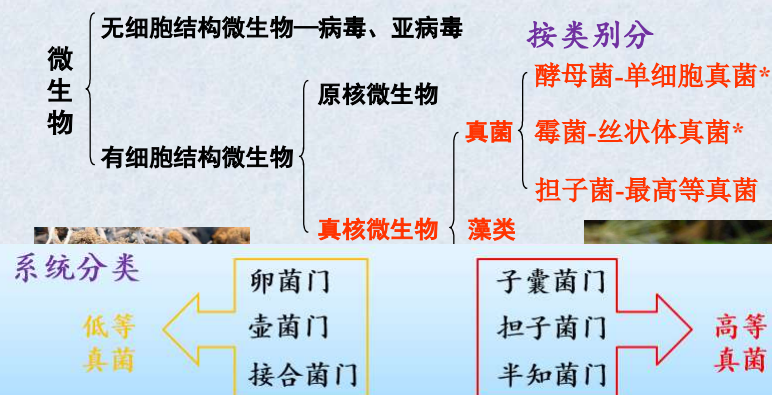 无细胞结构微生物—病毒、亚病毒
按类别分
微生物
原核微生物
酵母菌-单细胞真菌*
真菌
霉菌-丝状体真菌*
有细胞结构微生物
担子菌-最高等真菌
真核微生物
藻类
系统分类
卵菌门
壶菌门
接合菌门
低等
真菌
子囊菌门
担子菌门
半知菌门
高等
真菌